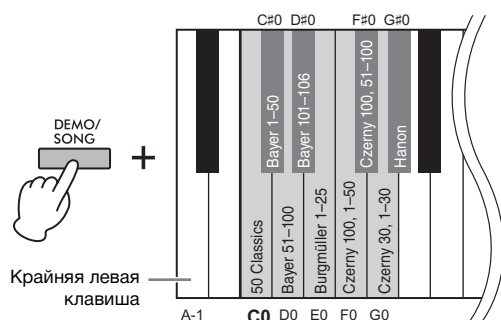 C#0 D#0 F#0 G#0
DEMO/
SONG
+
Bayer 1–50
Bayer 101–106
Czerny 100, 51–100
Hanon
50 Classics
Bayer 51–100
Burgmüller 1–25
Czerny 100, 1–50
Czerny 30, 1–30
Крайняя левая
клавиша
A-1 C0 D0 E0 F0 G0